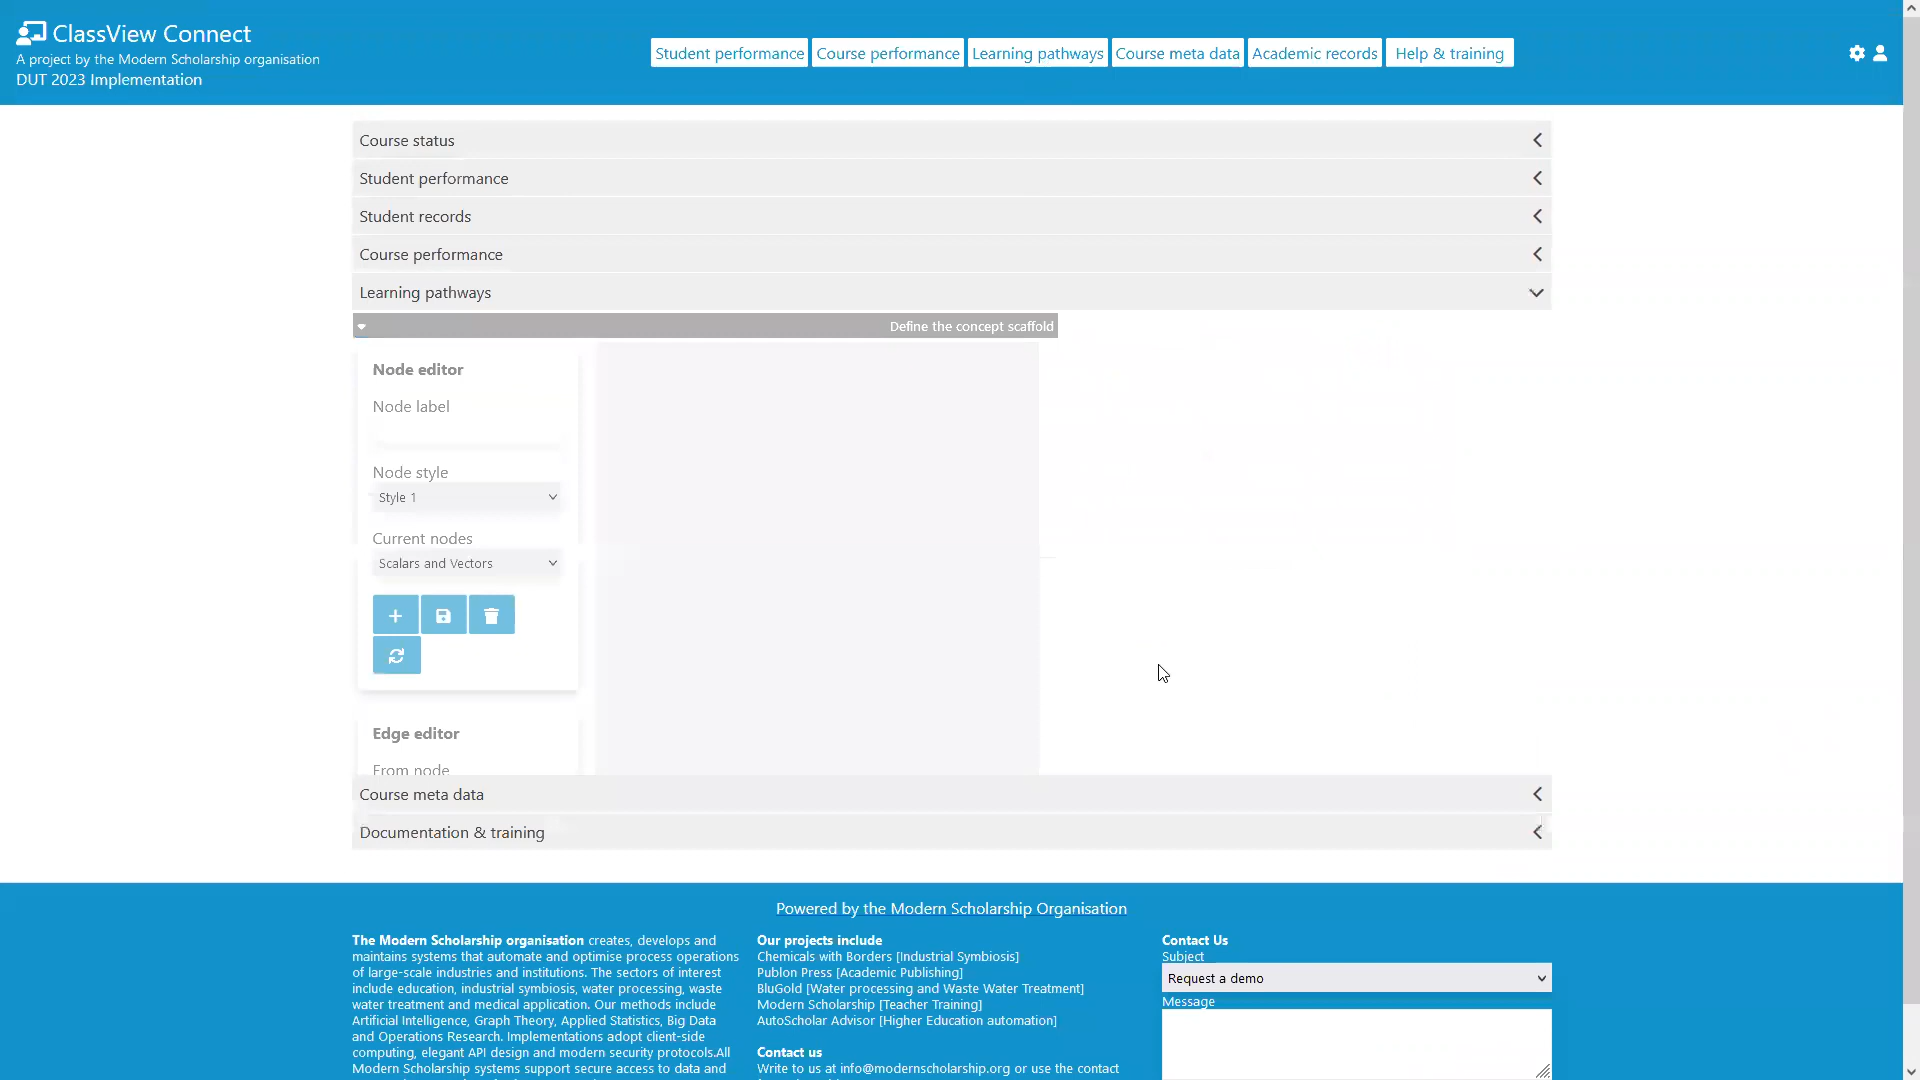 ClassView Connect
A project by the Modern Scholarship organisation
DUT 2023 Implementation
Student performance
Course performance
Learning pathways
Course meta data
Academic records
Help & training
Course status
Student performance
Student records
Course performance
Learning pathways
Define the concept scaffold
Node editor
Node label
Node style
Style 1
Current nodes
Scalars and Vectors
Edge editor
From node
Course meta data
Documentation & training
Powered by the Modern Scholarship Organisation
The Modern Scholarship organisation creates, develops and
maintains systems that automate and optimise process operations
of large-scale industries and institutions. The sectors of interest
include education, industrial symbiosis, water processing, waste
water treatment and medical application. Our methods include
Artificial Intelligence, Graph Theory, Applied Statistics, Big Data
and Operations Research. Implementations adopt client-side
computing, elegant API design and modern security protocols.All
Modern Scholarship systems support secure access to data and
Our projects include
Chemicals with Borders [Industrial Symbiosis]
Publon Press [Academic Publishing]
BluGold [Water processing and Waste Water Treatment]
Modern Scholarship [Teacher Training]
AutoScholar Advisor [Higher Education automation]
Contact us
Write to us at info@modernscholarship.org or use the contact
Contact Us
Subject
Request a demo
Message